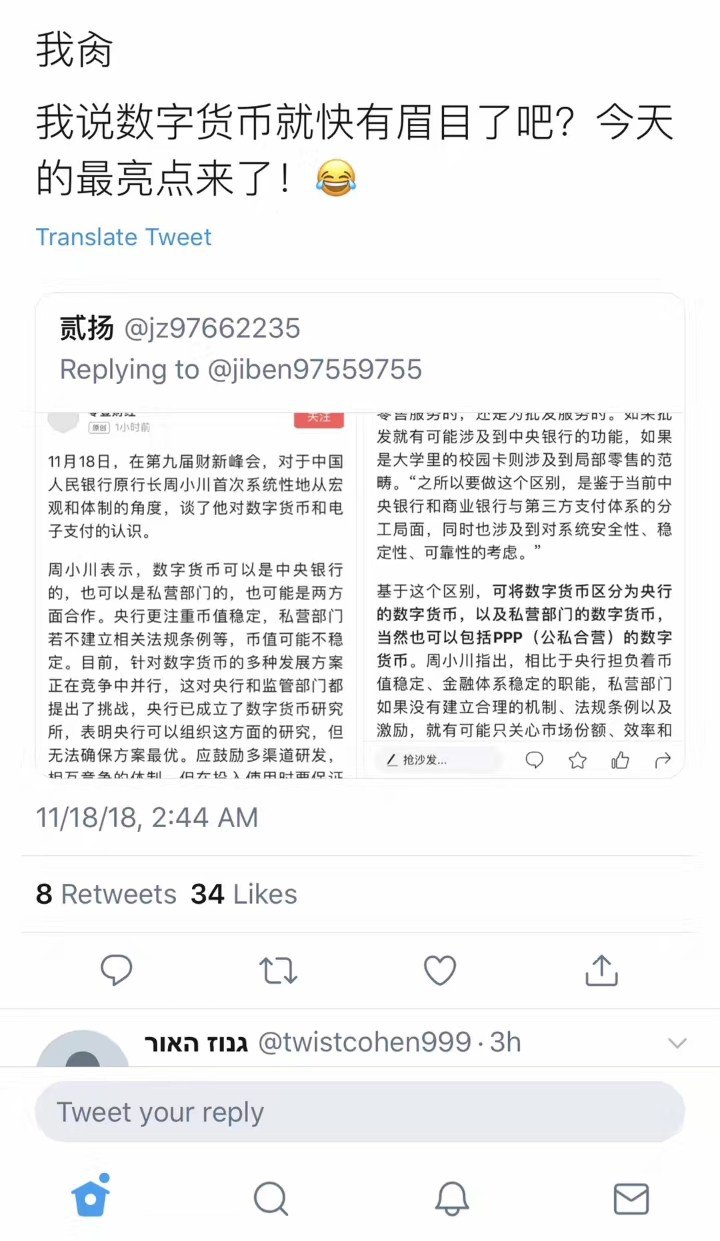 我肏
我说数字货币就快有眉目了吧？今天
的最亮点来了！😂
Translate Tweet
贰扬 @jz97662235
Replying to @jiben97559755
关注
原创 1小时前
11月18日，在第九届财新峰会，对于中国
人民银行原行长周小川首次系统性地从宏
观和体制的角度，谈了他对数字货币和电
子支付的认识。
周小川表示，数字货币可以是中央银行
的，也可以是私营部门的，也可能是两方
面合作。央行更注重币值稳定，私营部门
若不建立相关法规条例等，币值可能不稳
定。目前，针对数字货币的多种发展方案
正在竞争中并行，这对央行和监管部门都
提出了挑战，央行已成立了数字货币研究
所，表明央行可以组织这方面的研究，但
无法确保方案最优。应鼓励多渠道研发，
相互竞争的体制，但在投入使用时要保证
零售服务的，还是为批发服务的。如果批
发就有可能涉及到中央银行的功能，如果
是大学里的校园卡则涉及到局部零售的范
畴。“之所以要做这个区别，是鉴于当前中
央银行和商业银行与第三方支付体系的分
工局面，同时也涉及到对系统安全性、稳
定性、可靠性的考虑。”
基于这个区别，可将数字货币区分为央行
的数字货币，以及私营部门的数字货币，
当然也可以包括PPP（公私合营）的数字
货币。周小川指出，相比于央行担负着币
值稳定、金融体系稳定的职能，私营部门
如果没有建立合理的机制、法规条例以及
激励，就有可能只关心市场份额、效率和
抢沙发...
11/18/18, 2:44 AM
8 Retweets 34 Likes
גנוז האור @twistcohen999 · 3h
Tweet your reply